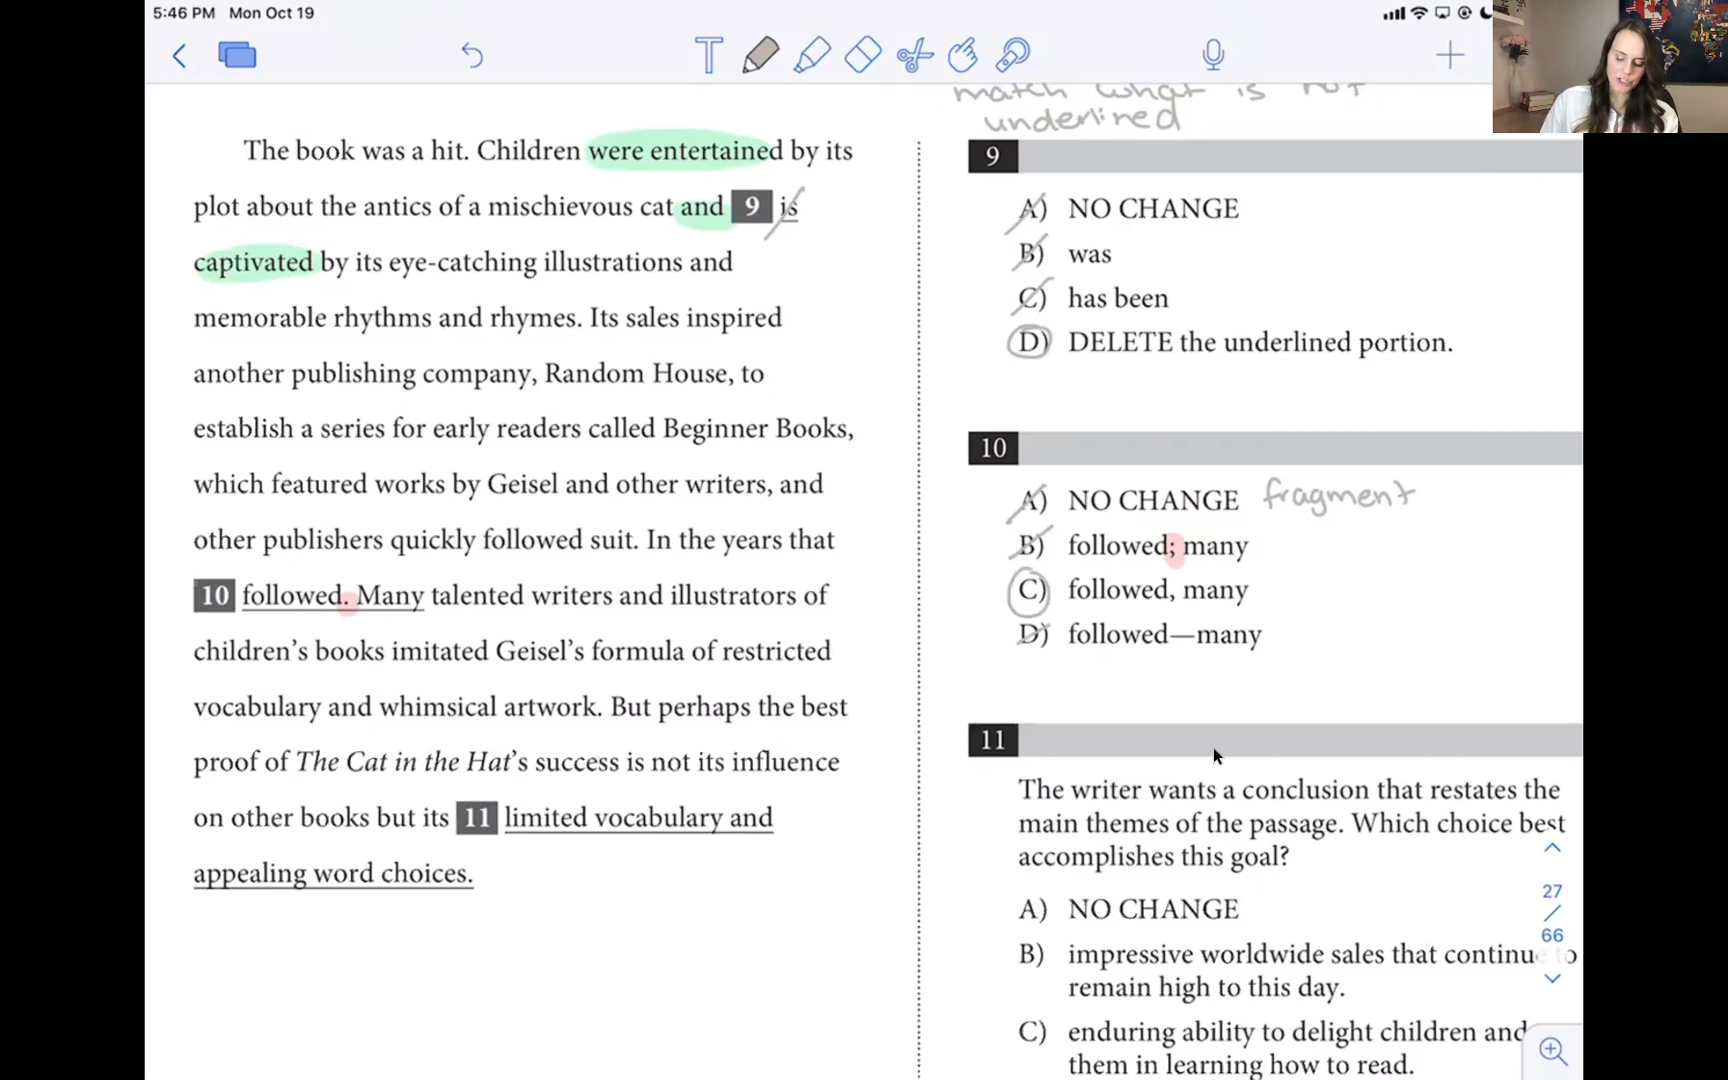 5:46 PM Mon Oct 19
match what is not
underlined
The book was a hit. Children were entertained by its
plot about the antics of a mischievous cat and 9 is
captivated by its eye-catching illustrations and
memorable rhythms and rhymes. Its sales inspired
another publishing company, Random House, to
establish a series for early readers called Beginner Books,
which featured works by Geisel and other writers, and
other publishers quickly followed suit. In the years that
10 followed. Many talented writers and illustrators of
children's books imitated Geisel's formula of restricted
vocabulary and whimsical artwork. But perhaps the best
proof of The Cat in the Hat's success is not its influence
on other books but its 11 limited vocabulary and
appealing word choices.
9
A) NO CHANGE
B) was
C) has been
D) DELETE the underlined portion.
10
A) NO CHANGE fragment
B) followed; many
C) followed, many
D) followed—many
11
The writer wants a conclusion that restates the
main themes of the passage. Which choice best
accomplishes this goal?
A) NO CHANGE
B) impressive worldwide sales that continue to
remain high to this day.
C) enduring ability to delight children and
them in learning how to read.
27
/
66